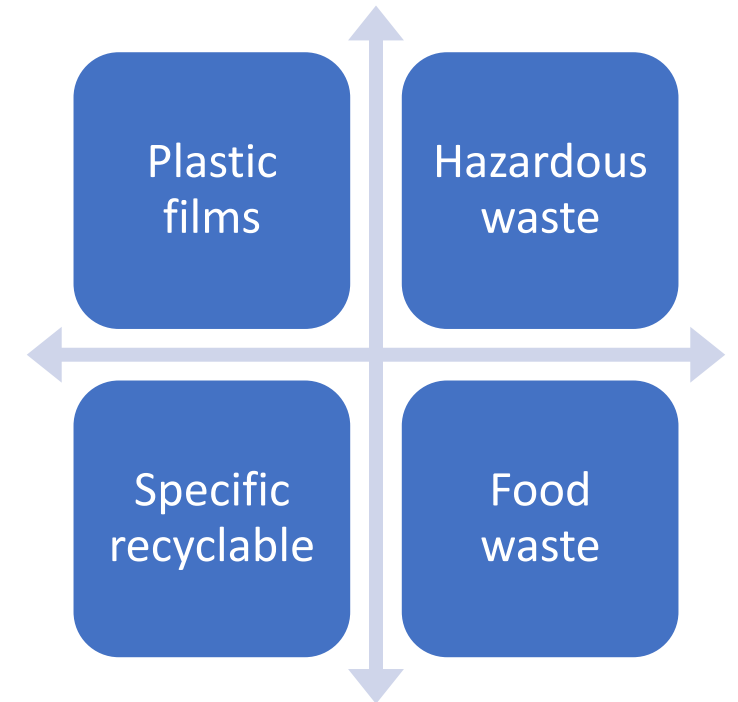 Plastic
films
Hazardous
waste
Specific
recyclable
Food
waste